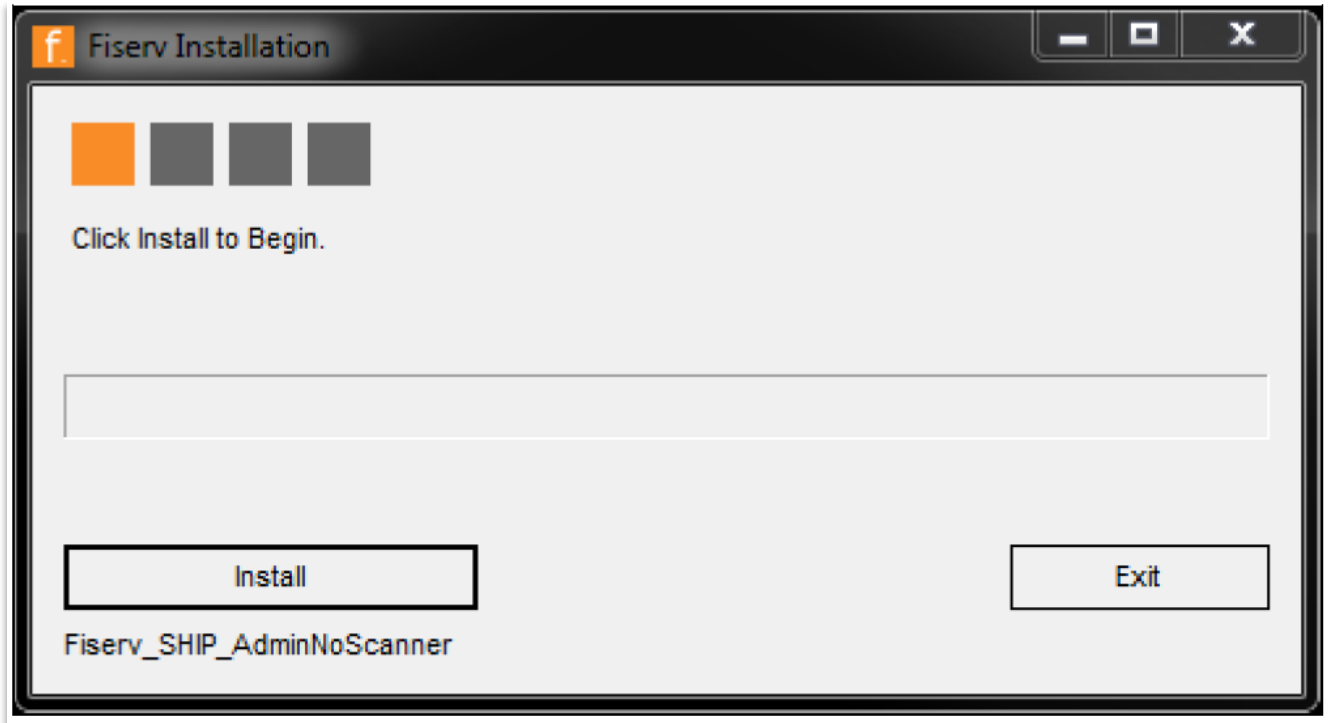 f
Fiserv Installation
Click Install to Begin.
Install
Exit
Fiserv_SHIP_AdminNoScanner